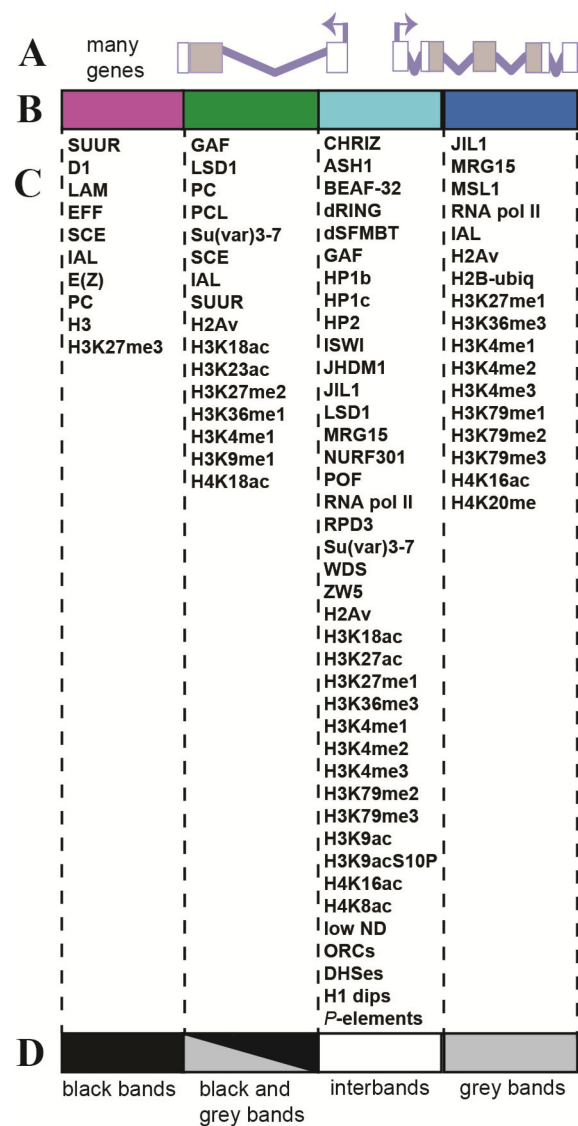 A
many
genes
B
C
SUUR
D1
LAM
EFF
SCE
IAL
E(Z)
PC
H3
H3K27me3
GAF
LSD1
PC
PCL
Su(var)3-7
SCE
IAL
SUUR
H2Av
H3K18ac
H3K23ac
H3K27me2
H3K36me1
H3K4me1
H3K9me1
H4K18ac
CHRIZ
ASH1
BEAF-32
dRING
dSFMBT
GAF
HP1b
HP1c
HP2
ISWI
JHDM1
JIL1
LSD1
MRG15
NURF301
POF
RNA pol II
RPD3
Su(var)3-7
WDS
ZW5
H2Av
H3K18ac
H3K27ac
H3K27me1
H3K36me3
H3K4me1
H3K4me2
H3K4me3
H3K79me2
H3K79me3
H3K9ac
H3K9acS10P
H4K16ac
H4K8ac
low ND
ORCs
DHSes
H1 dips
P-elements
JIL1
MRG15
MSL1
RNA pol II
IAL
H2Av
H2B-ubiq
H3K27me1
H3K36me3
H3K4me1
H3K4me2
H3K4me3
H3K79me1
H3K79me2
H3K79me3
H4K16ac
H4K20me
D
black bands
black and
grey bands
interbands
grey bands